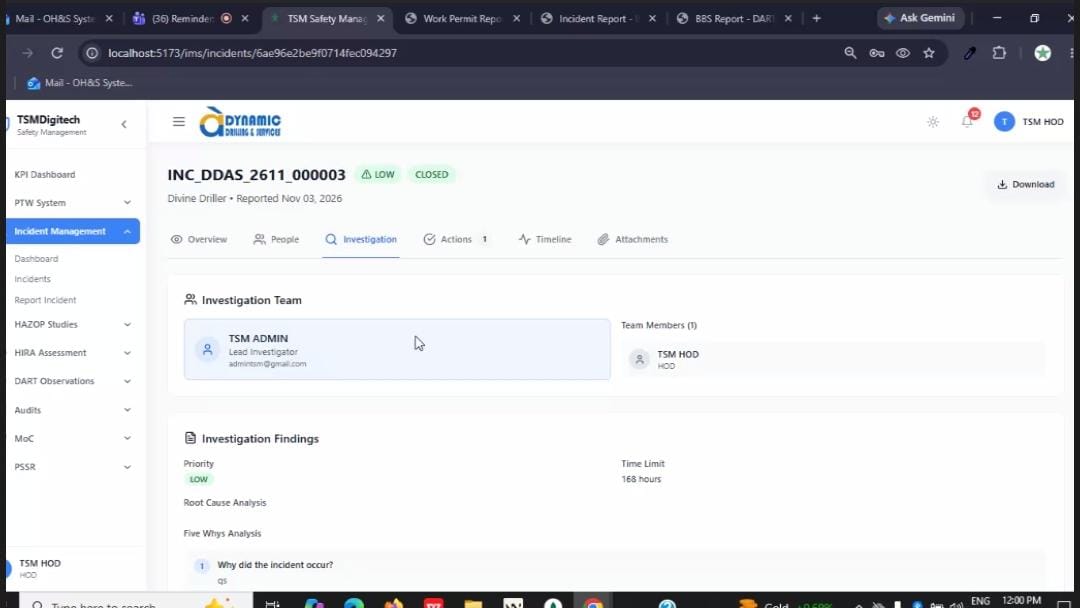 Mail - OH&S Syste
(36) Reminder
TSM Safety Manag
Work Permit Repo
Incident Report -
BBS Report - DAR
Ask Gemini
localhost:5173/ims/incidents/6ae96e2be9f0714fec094297
Mail - OH&S Syste...
TSMDigitech
Safety Management
DYNAMIC
DRILLING & SERVICES
12
T
TSM HOD
KPI Dashboard
PTW System
Incident Management
Dashboard
Incidents
Report Incident
HAZOP Studies
HIRA Assessment
DART Observations
Audits
MoC
PSSR
TSM HOD
HOD
INC_DDAS_2611_000003
LOW
CLOSED
Divine Driller • Reported Nov 03, 2026
Download
Overview
People
Investigation
Actions 1
Timeline
Attachments
Investigation Team
TSM ADMIN
Lead Investigator
admintsm@gmail.com
Team Members (1)
TSM HOD
HOD
Investigation Findings
Priority
LOW
Time Limit
168 hours
Root Cause Analysis
Five Whys Analysis
1 Why did the incident occur?
qs
Type here to search
Gold +0.69%
ENG
12:00 PM